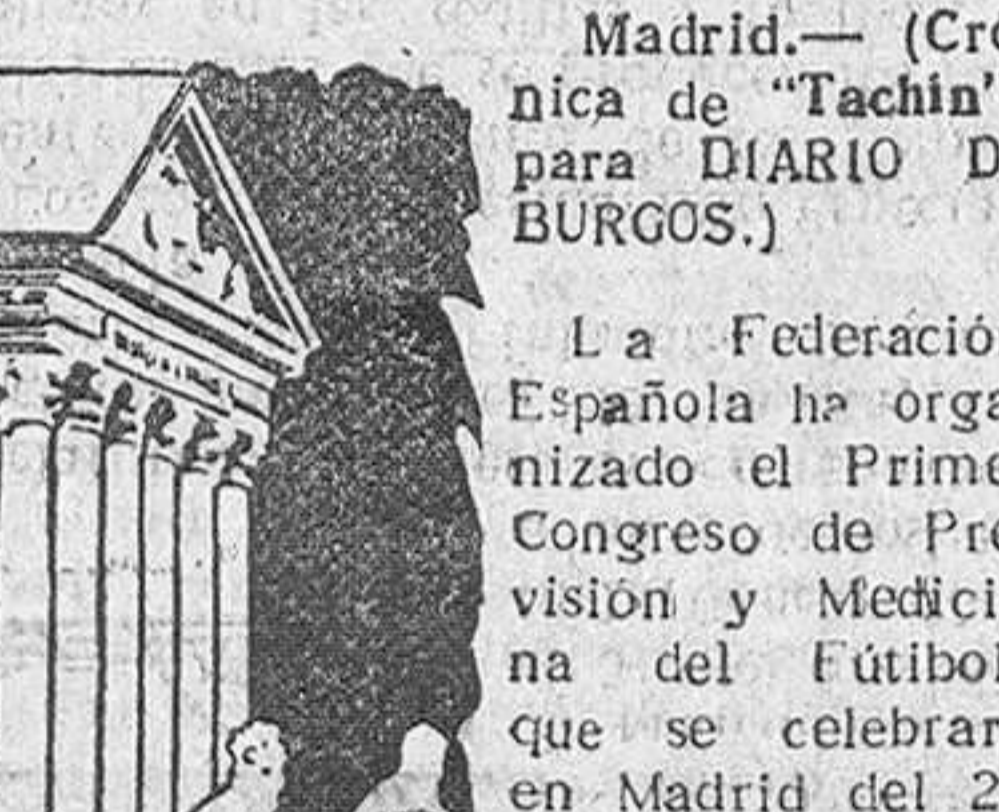 Madrid.— (Cró
nica de “Tachín”
para DIARIO D
BURGOS.)
La Federació
Española ha orga
nizado el Prime
Congreso de Pre
visión y Medici
na del Fútibol
que se celebrar
en Madrid del 2